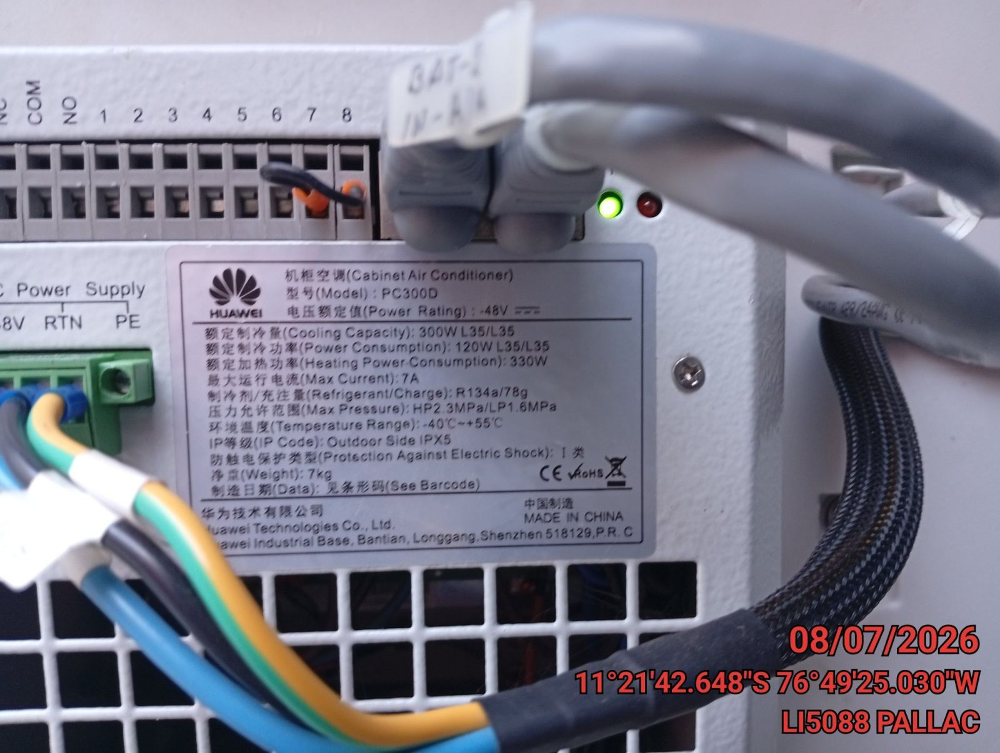 COM
NO
1 2 3 4 5 6 7 8
Power Supply
RTN PE
HUAWEI
机柜空调(Cabinet Air Conditioner)
型号(Model) : PC300D
电压额定值(Power Rating) : -48V
额定制冷量(Cooling Capacity): 300W L35/L35
额定制冷功率(Power Consumption): 120W L35/L35
额定加热功率(Heating Power Consumption): 330W
最大运行电流(Max Current): 7A
制冷剂/充注量(Refrigerant/Charge): R134a/78g
压力允许范围(Max Pressure): HP2.3MPa/LP1.6MPa
环境温度(Temperature Range): -40℃~+55℃
IP等级(IP Code): Outdoor Side IPX5
防触电保护类型(Protection Against Electric Shock): I 类
净重(Weight): 7kg
CE RoHS
制造日期(Data): 见条形码(See Barcode)
华为技术有限公司
中国制造
MADE IN CHINA
Technologies Co., Ltd.
Industrial Base, Bantian, Longgang,Shenzhen 518129,P.R. C
08/07/2026
11°21'42.648"S 76°49'25.030"W
LI5088 PALLAC